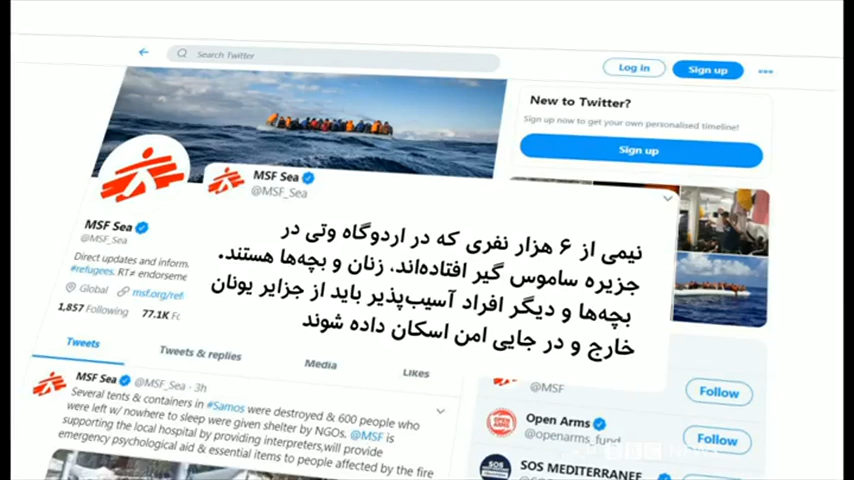 Search Twitter
Log in
Sign up
New to Twitter?
Sign up now to get your own personalised timeline!
Sign up
MSF Sea
@MSF_Sea
نیمی از ۶ هزار نفری که در اردوگاه وتی در
جزیره ساموس گیر افتاده‌اند، زنان و بچه‌ها هستند.
بچه‌ها و دیگر افراد آسیب‌پذیر باید از جزایر یونان
خارج و در جایی امن اسکان داده شوند
MSF Sea
@MSF_Sea
Direct updates and inform
#refugees. RT≠ endorseme
Global
msf.org/ref
1,857 Following
77.1K Fo
Tweets
Tweets & replies
Media
Likes
MSF Sea @MSF_Sea · 3h
Several tents & containers in #Samos were destroyed & 600 people who
were left w/ nowhere to sleep were given shelter by NGOs. @MSF is
supporting the local hospital by providing interpreters,will provide
emergency psychological aid & essential items to people affected by the fire
@MSF
Follow
OPEN ARMS
Open Arms
@openarms_fund
Follow
SOS MEDITERRANEE
BBC NEWS